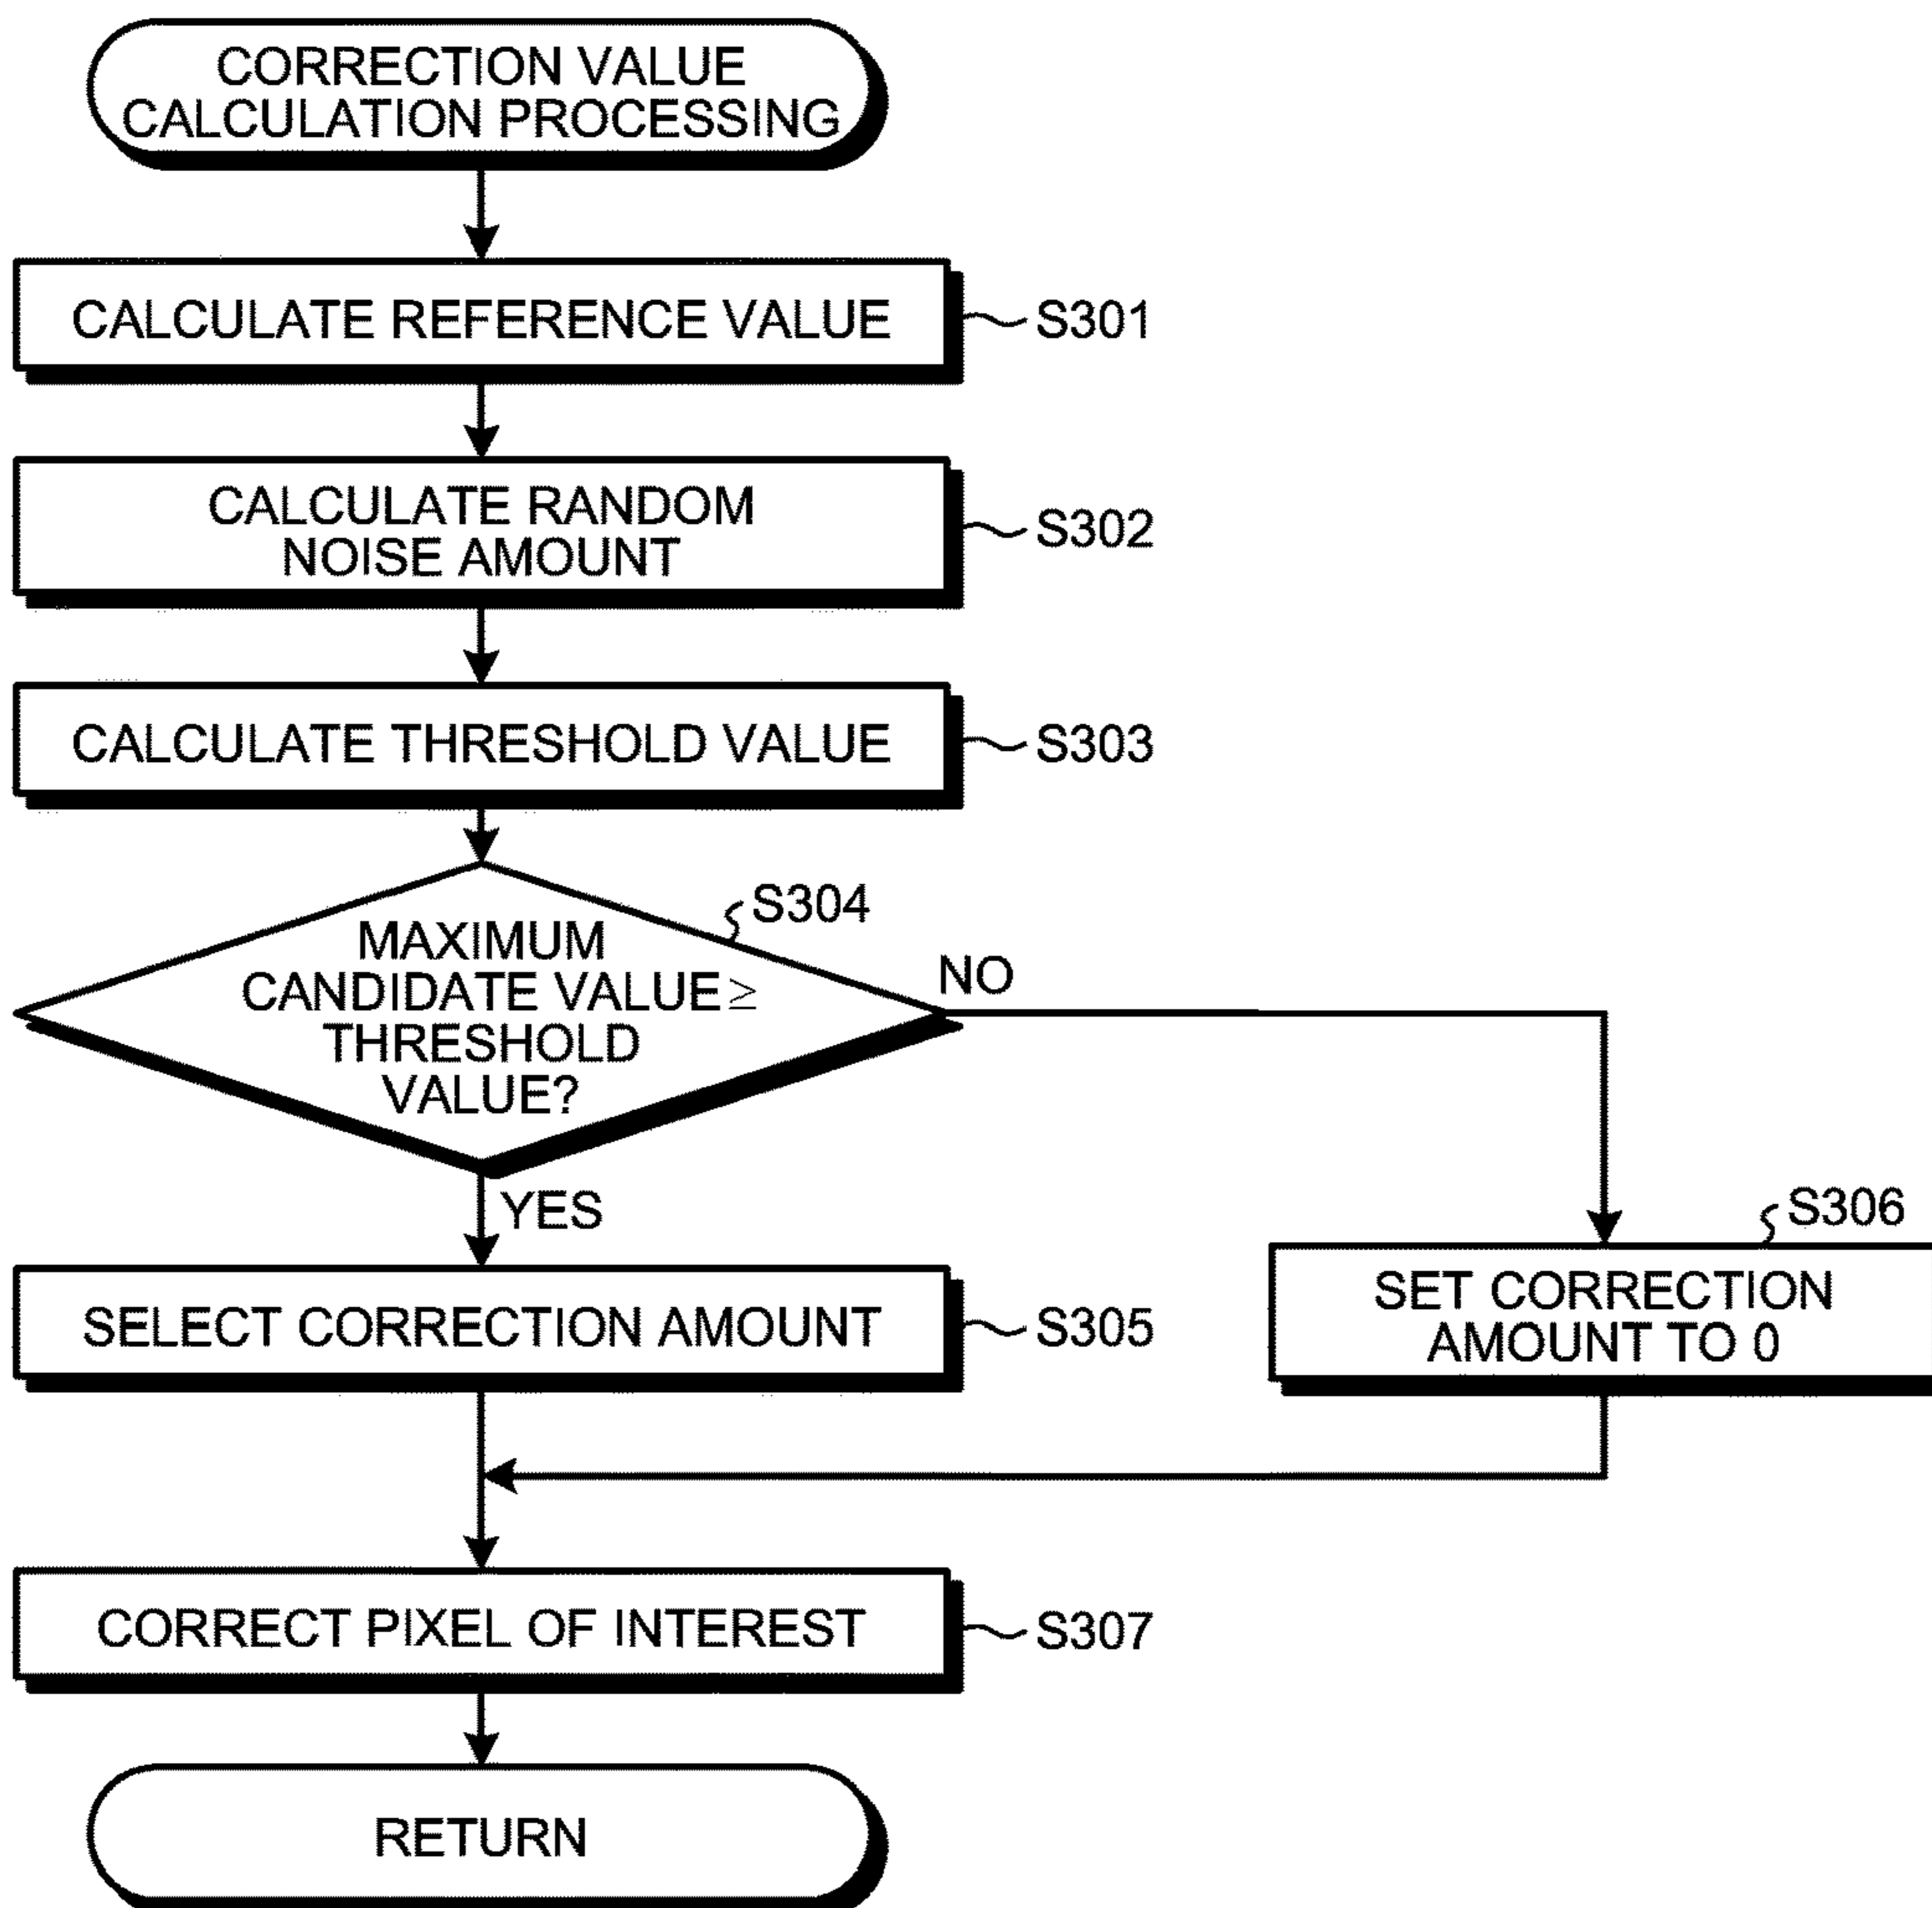 CORRECTION VALUE
CALCULATION PROCESSING
CALCULATE REFERENCE VALUE
S301
CALCULATE RANDOM
NOISE AMOUNT
S302
CALCULATE THRESHOLD VALUE
S303
S304
MAXIMUM
CANDIDATE VALUE ≥
THRESHOLD
VALUE?
NO
YES
SELECT CORRECTION AMOUNT
S305
S306
SET CORRECTION
AMOUNT TO 0
CORRECT PIXEL OF INTEREST
S307
RETURN